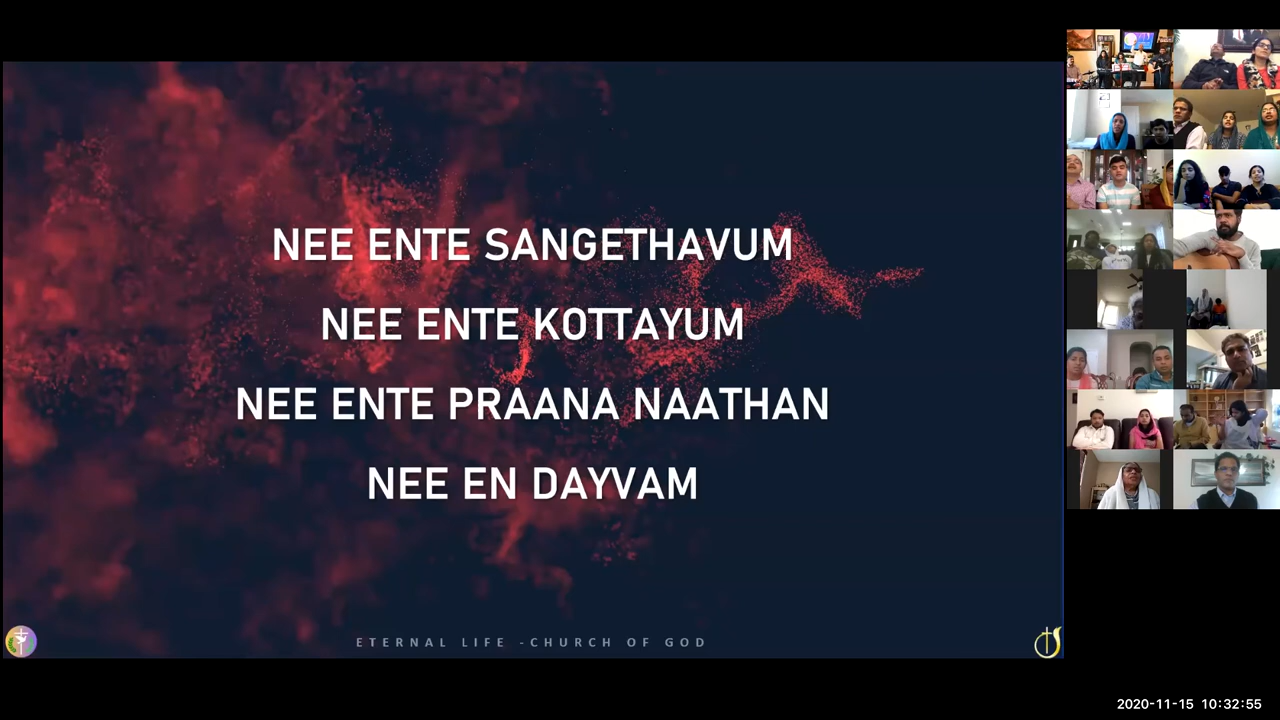 NEE ENTE SANGETHAVUM
NEE ENTE KOTTAYUM
NEE ENTE PRAANA NAATHAN
NEE EN DAYVAM
ETERNAL LIFE -CHURCH OF GOD
2020-11-15 10:32:55